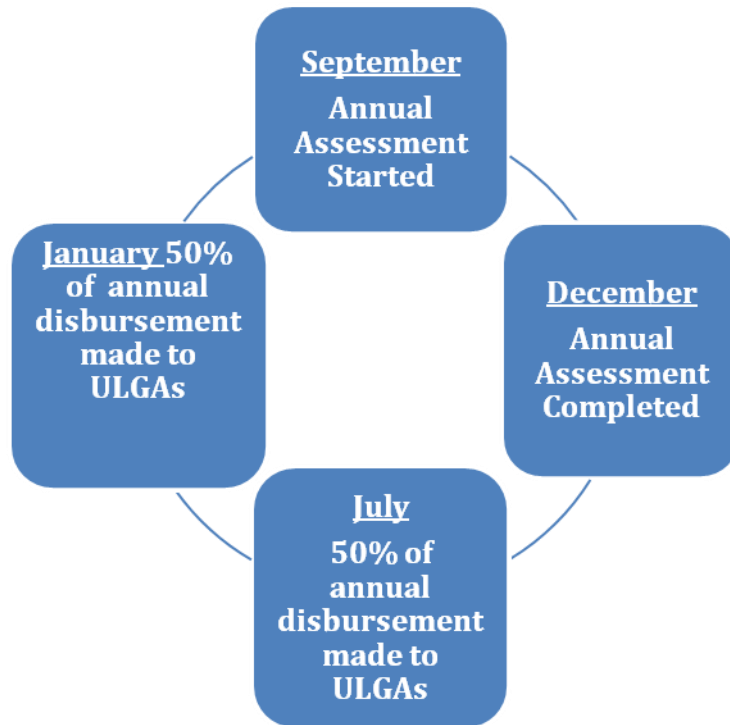 September
Annual
Assessment
Started
December
Annual
Assessment
Completed
July
50% of
annual
disbursement
made to
ULGAs
January 50%
of annual
disbursement
made to
ULGAs